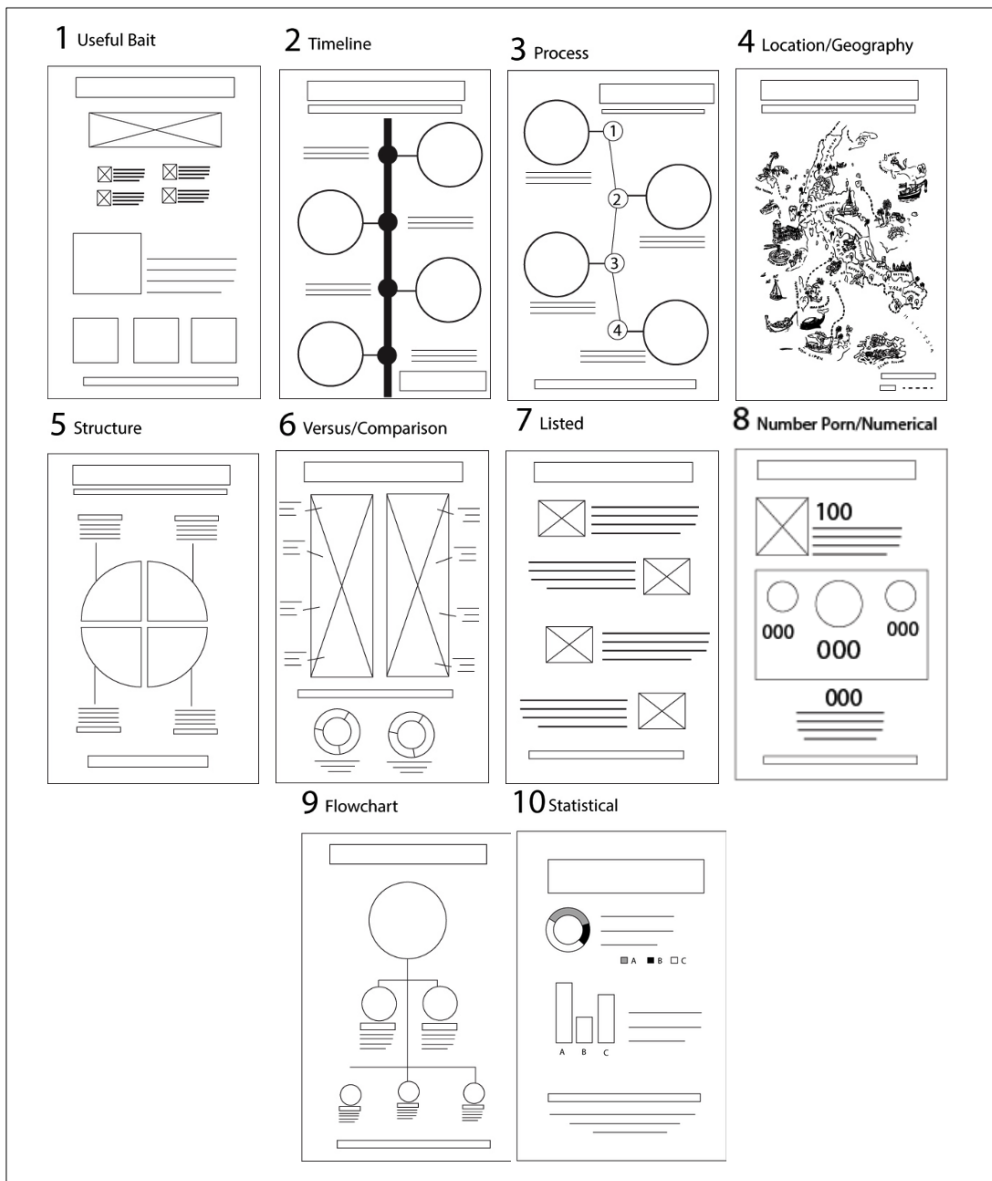 1 Useful Bait
2 Timeline
3 Process
4 Location/Geography
1
2
3
4
5 Structure
6 Versus/Comparison
7 Listed
8 Number Porn/Numerical
100
000
000
000
000
9 Flowchart
10 Statistical
A B C
A B C